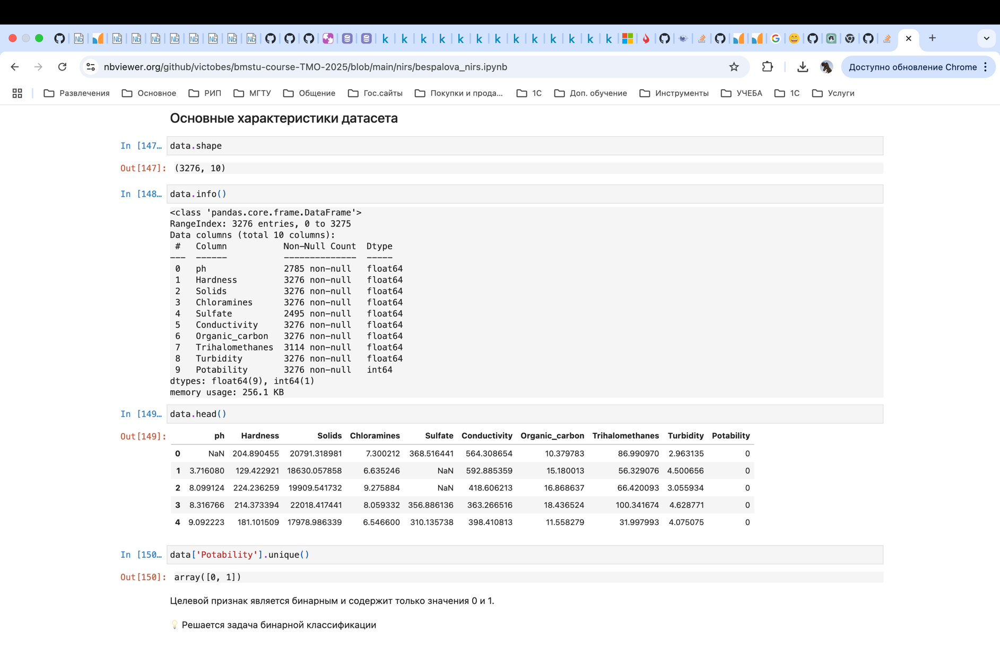 nbviewer.org/github/victobes/bmstu-course-TMO-2025/blob/main/nirs/bespalova_nirs.ipynb
Доступно обновление Chrome
Развлечения Основное РИП МГТУ Общение Гос.сайты Покупки и прода... 1С Доп. обучение Инструменты УЧЕБА 1С Услуги
Основные характеристики датасета
In [147… data.shape
Out[147]: (3276, 10)
In [148… data.info()
<class 'pandas.core.frame.DataFrame'>
RangeIndex: 3276 entries, 0 to 3275
Data columns (total 10 columns):
# Column Non-Null Count Dtype
--- ------ -------------- -----
0 ph 2785 non-null float64
1 Hardness 3276 non-null float64
2 Solids 3276 non-null float64
3 Chloramines 3276 non-null float64
4 Sulfate 2495 non-null float64
5 Conductivity 3276 non-null float64
6 Organic_carbon 3276 non-null float64
7 Trihalomethanes 3114 non-null float64
8 Turbidity 3276 non-null float64
9 Potability 3276 non-null int64
dtypes: float64(9), int64(1)
memory usage: 256.1 KB
In [149… data.head()
Out[149]: ph Hardness Solids Chloramines Sulfate Conductivity Organic_carbon Trihalomethanes Turbidity Potability
0 NaN 204.890455 20791.318981 7.300212 368.516441 564.308654 10.379783 86.990970 2.963135 0
1 3.716080 129.422921 18630.057858 6.635246 NaN 592.885359 15.180013 56.329076 4.500656 0
2 8.099124 224.236259 19909.541732 9.275884 NaN 418.606213 16.868637 66.420093 3.055934 0
3 8.316766 214.373394 22018.417441 8.059332 356.886136 363.266516 18.436524 100.341674 4.628771 0
4 9.092223 181.101509 17978.986339 6.546600 310.135738 398.410813 11.558279 31.997993 4.075075 0
In [150… data['Potability'].unique()
Out[150]: array([0, 1])
Целевой признак является бинарным и содержит только значения 0 и 1.
💡 Решается задача бинарной классификации